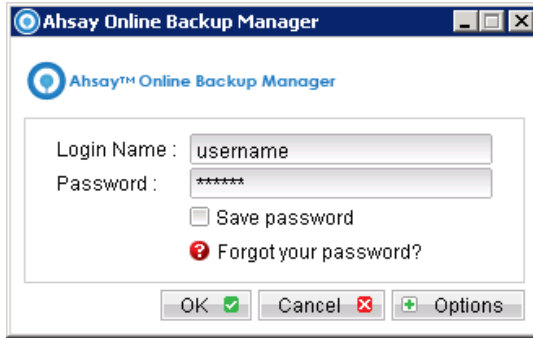 Ahsay Online Backup Manager
Ahsay™ Online Backup Manager
Login Name : username
Password : ******
Save password
Forgot your password?
OK Cancel Options